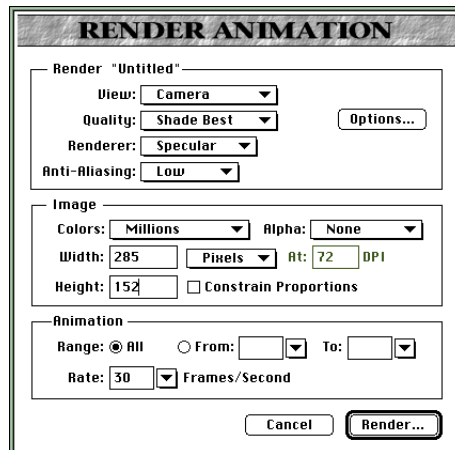 RENDER ANIMATION
Render "Untitled"
View: Camera
Quality: Shade Best Options...
Renderer: Specular
Anti-Aliasing: Low
Image
Colors: Millions Alpha: None
Width: 285 Pixels At: 72 DPI
Height: 152 Constrain Proportions
Animation
Range: All From: To:
Rate: 30 Frames/Second
Cancel Render...